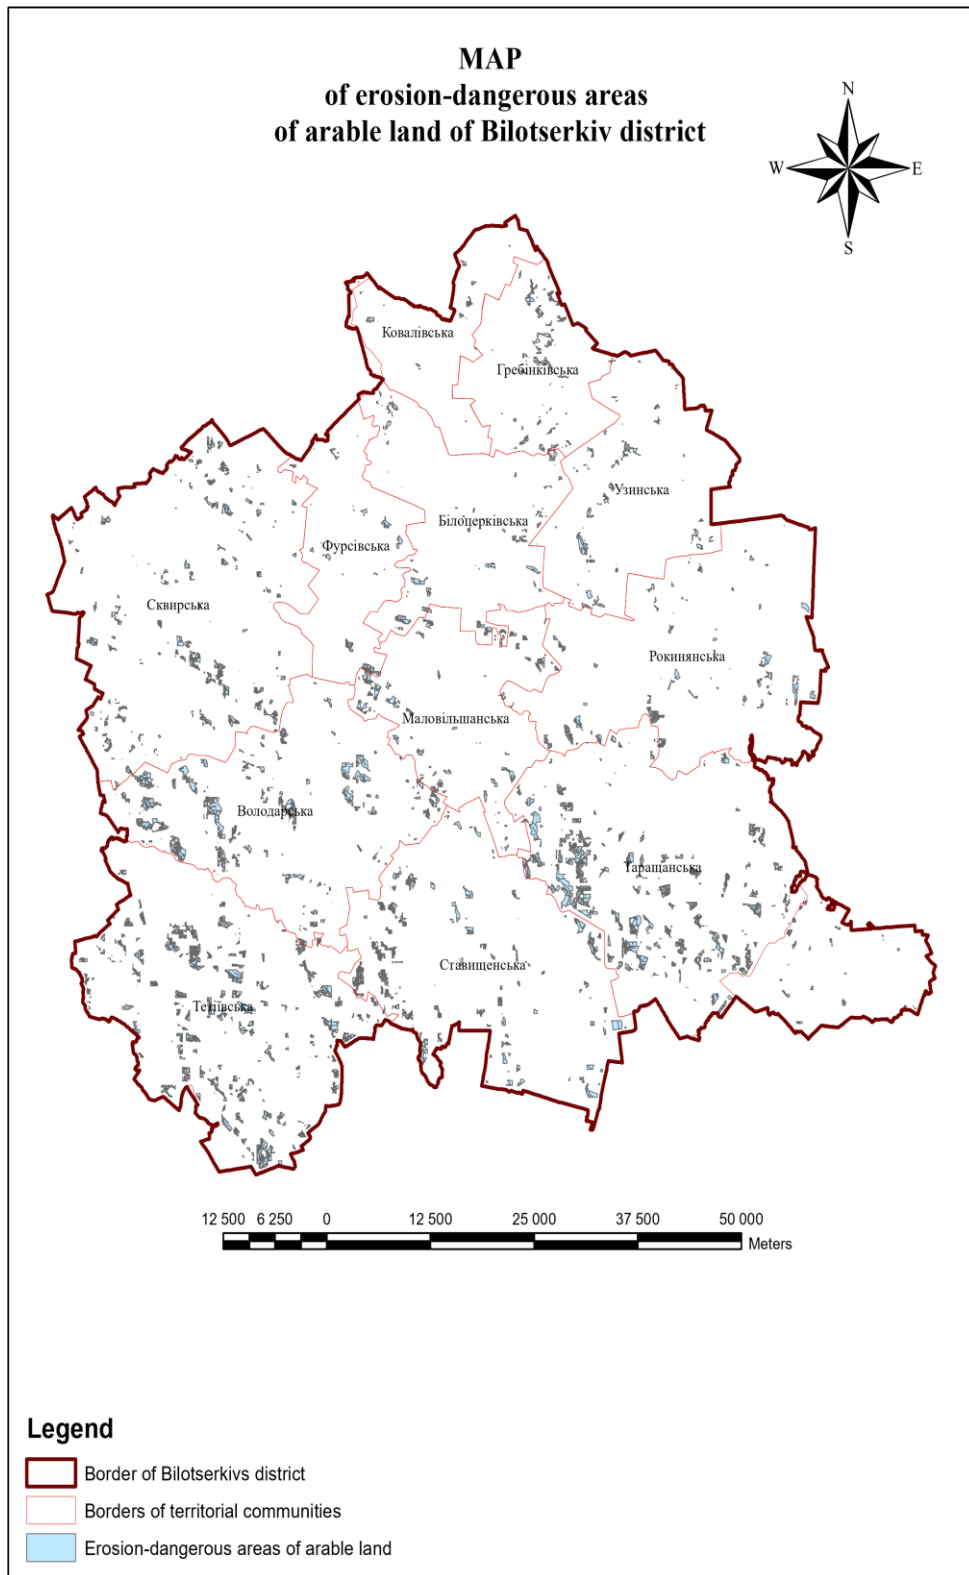 MAP
of erosion-dangerous areas
of arable land of Bilotserkiv district
N
W
E
S
Ковалівська
Гребінківська
Узинська
Білоцерківська
Фурсівська
Сквирська
Рокинянська
Маловільшанська
Володарська
Таращанська
Ставищенська
Тетіївська
12 500 6 250 0 12 500 25 000 37 500 50 000
Meters
Legend
Border of Bilotserkivs district
Borders of territorial communities
Erosion-dangerous areas of arable land